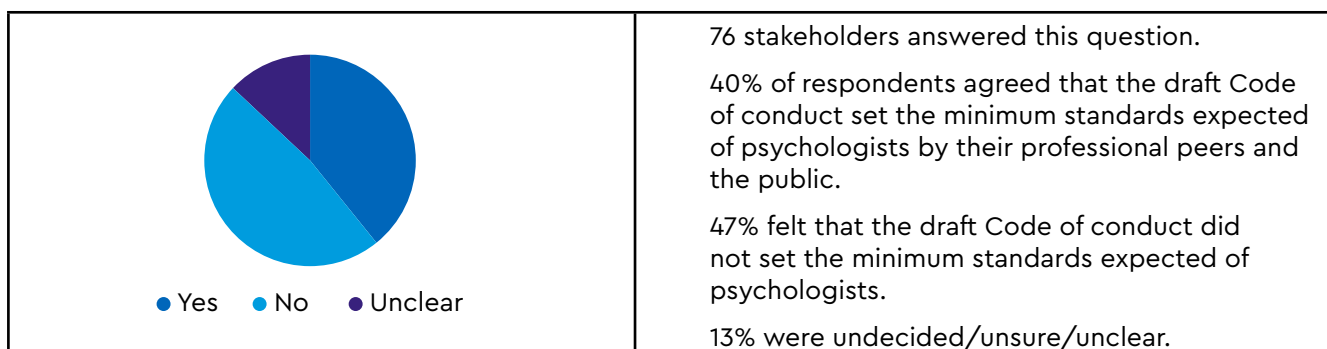 Yes No Unclear
76 stakeholders answered this question.
40% of respondents agreed that the draft Code
of conduct set the minimum standards expected
of psychologists by their professional peers and
the public.
47% felt that the draft Code of conduct did
not set the minimum standards expected of
psychologists.
13% were undecided/unsure/unclear.